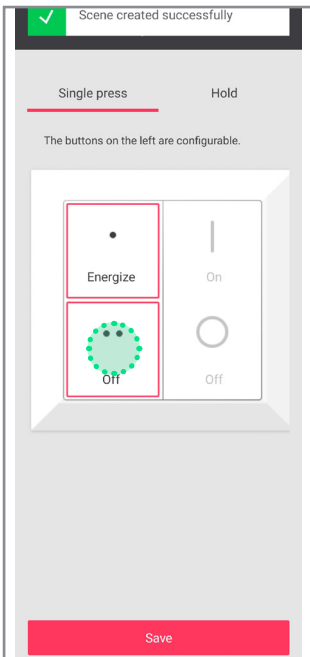 Scene created successfully
Single press
Hold
The buttons on the left are configurable.
Energize
On
Off
Off
Save